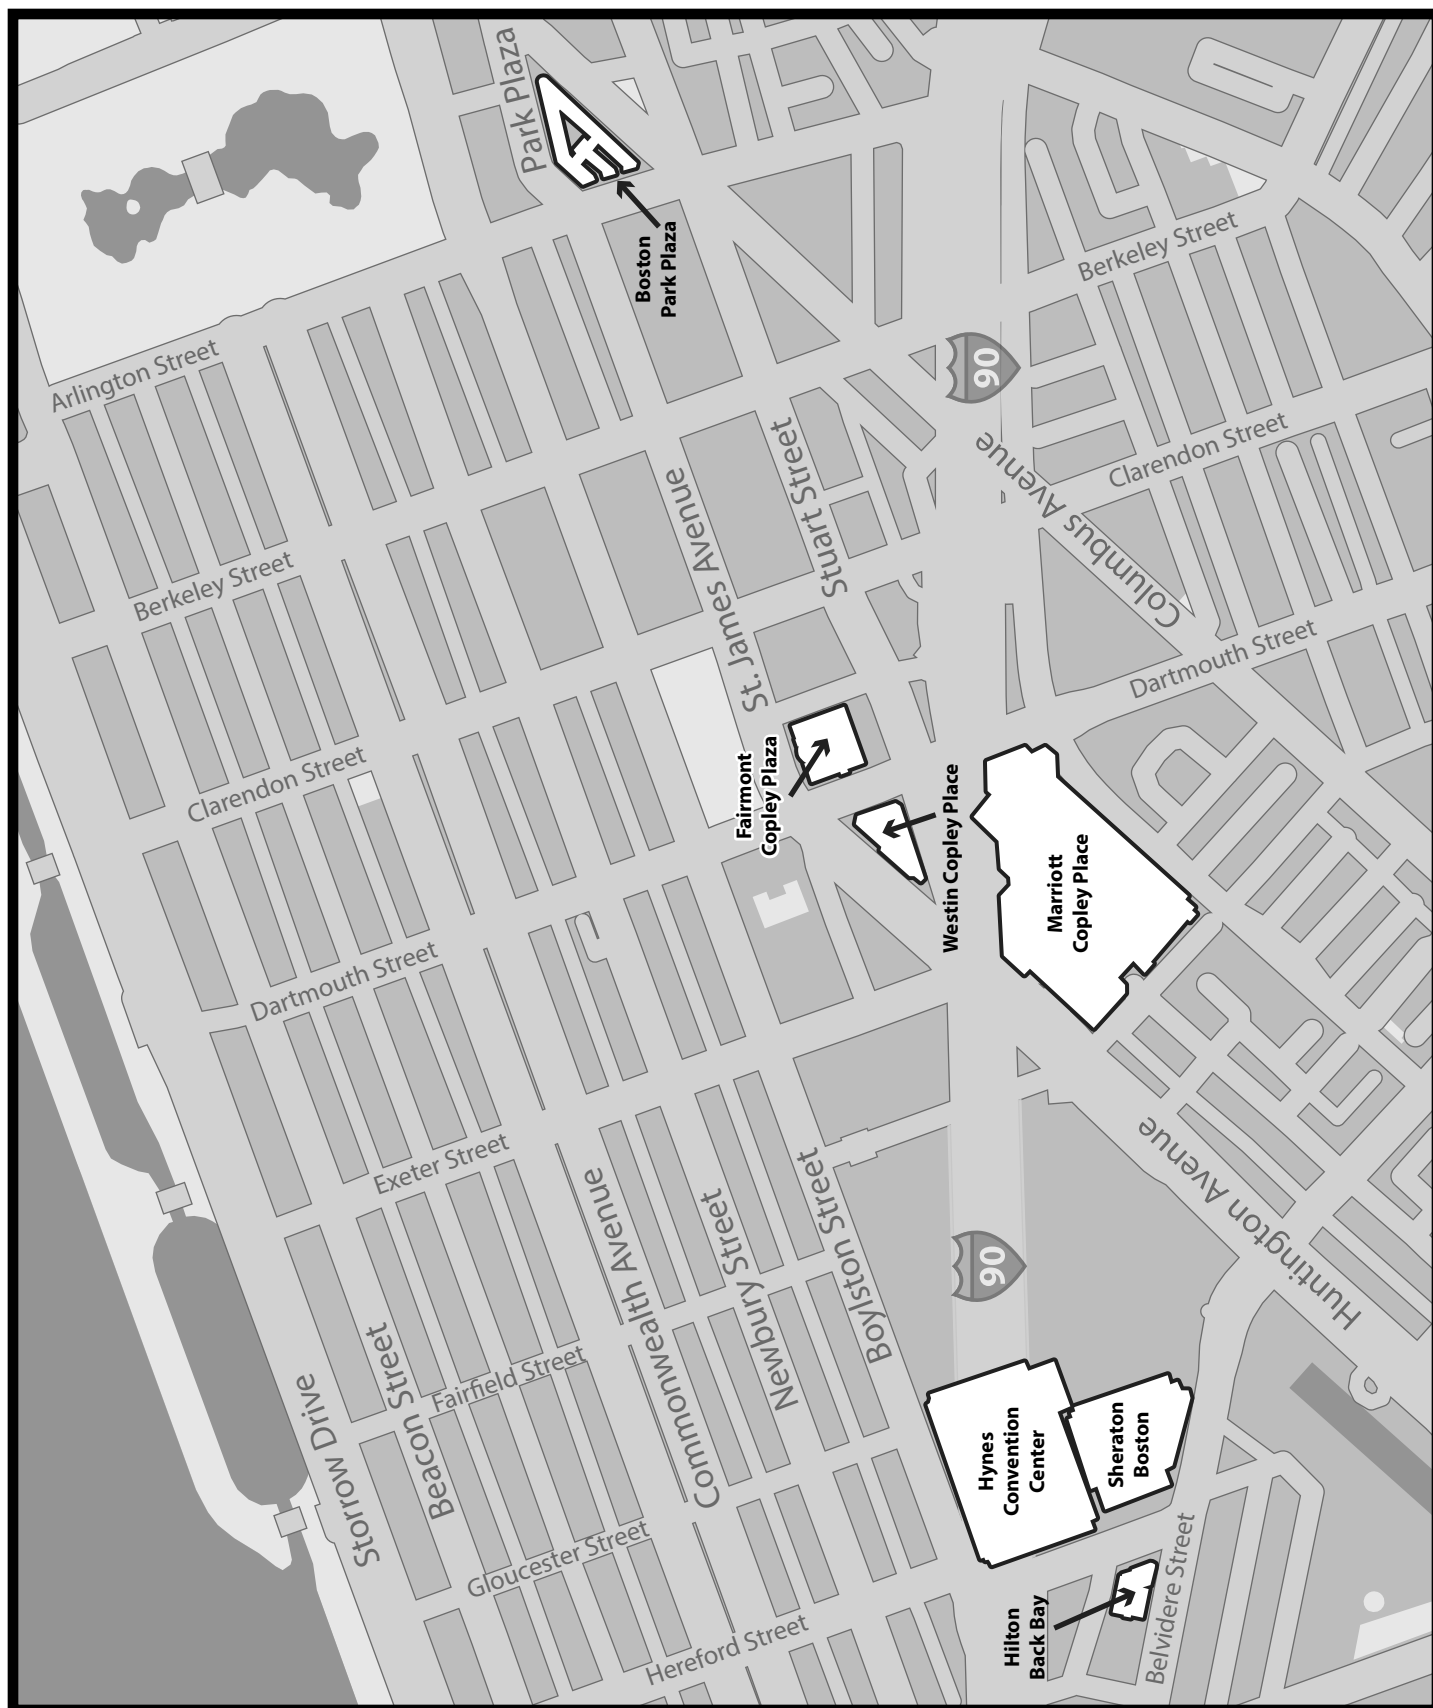 Park Plaza
Boston
Park Plaza
Arlington Street
Berkeley Street
90
St. James Avenue
Stuart Street
Columbus Avenue
Clarendon Street
Berkeley Street
Dartmouth Street
Clarendon Street
Fairmont
Copley Plaza
Westin Copley Place
Marriott
Copley Place
Dartmouth Street
Exeter Street
Huntington Avenue
90
Commonwealth Avenue
Newbury Street
Boylston Street
Storrow Drive
Beacon Street
Fairfield Street
Gloucester Street
Hereford Street
Hynes
Convention
Center
Sheraton
Boston
Hilton
Back Bay
Belvidere Street